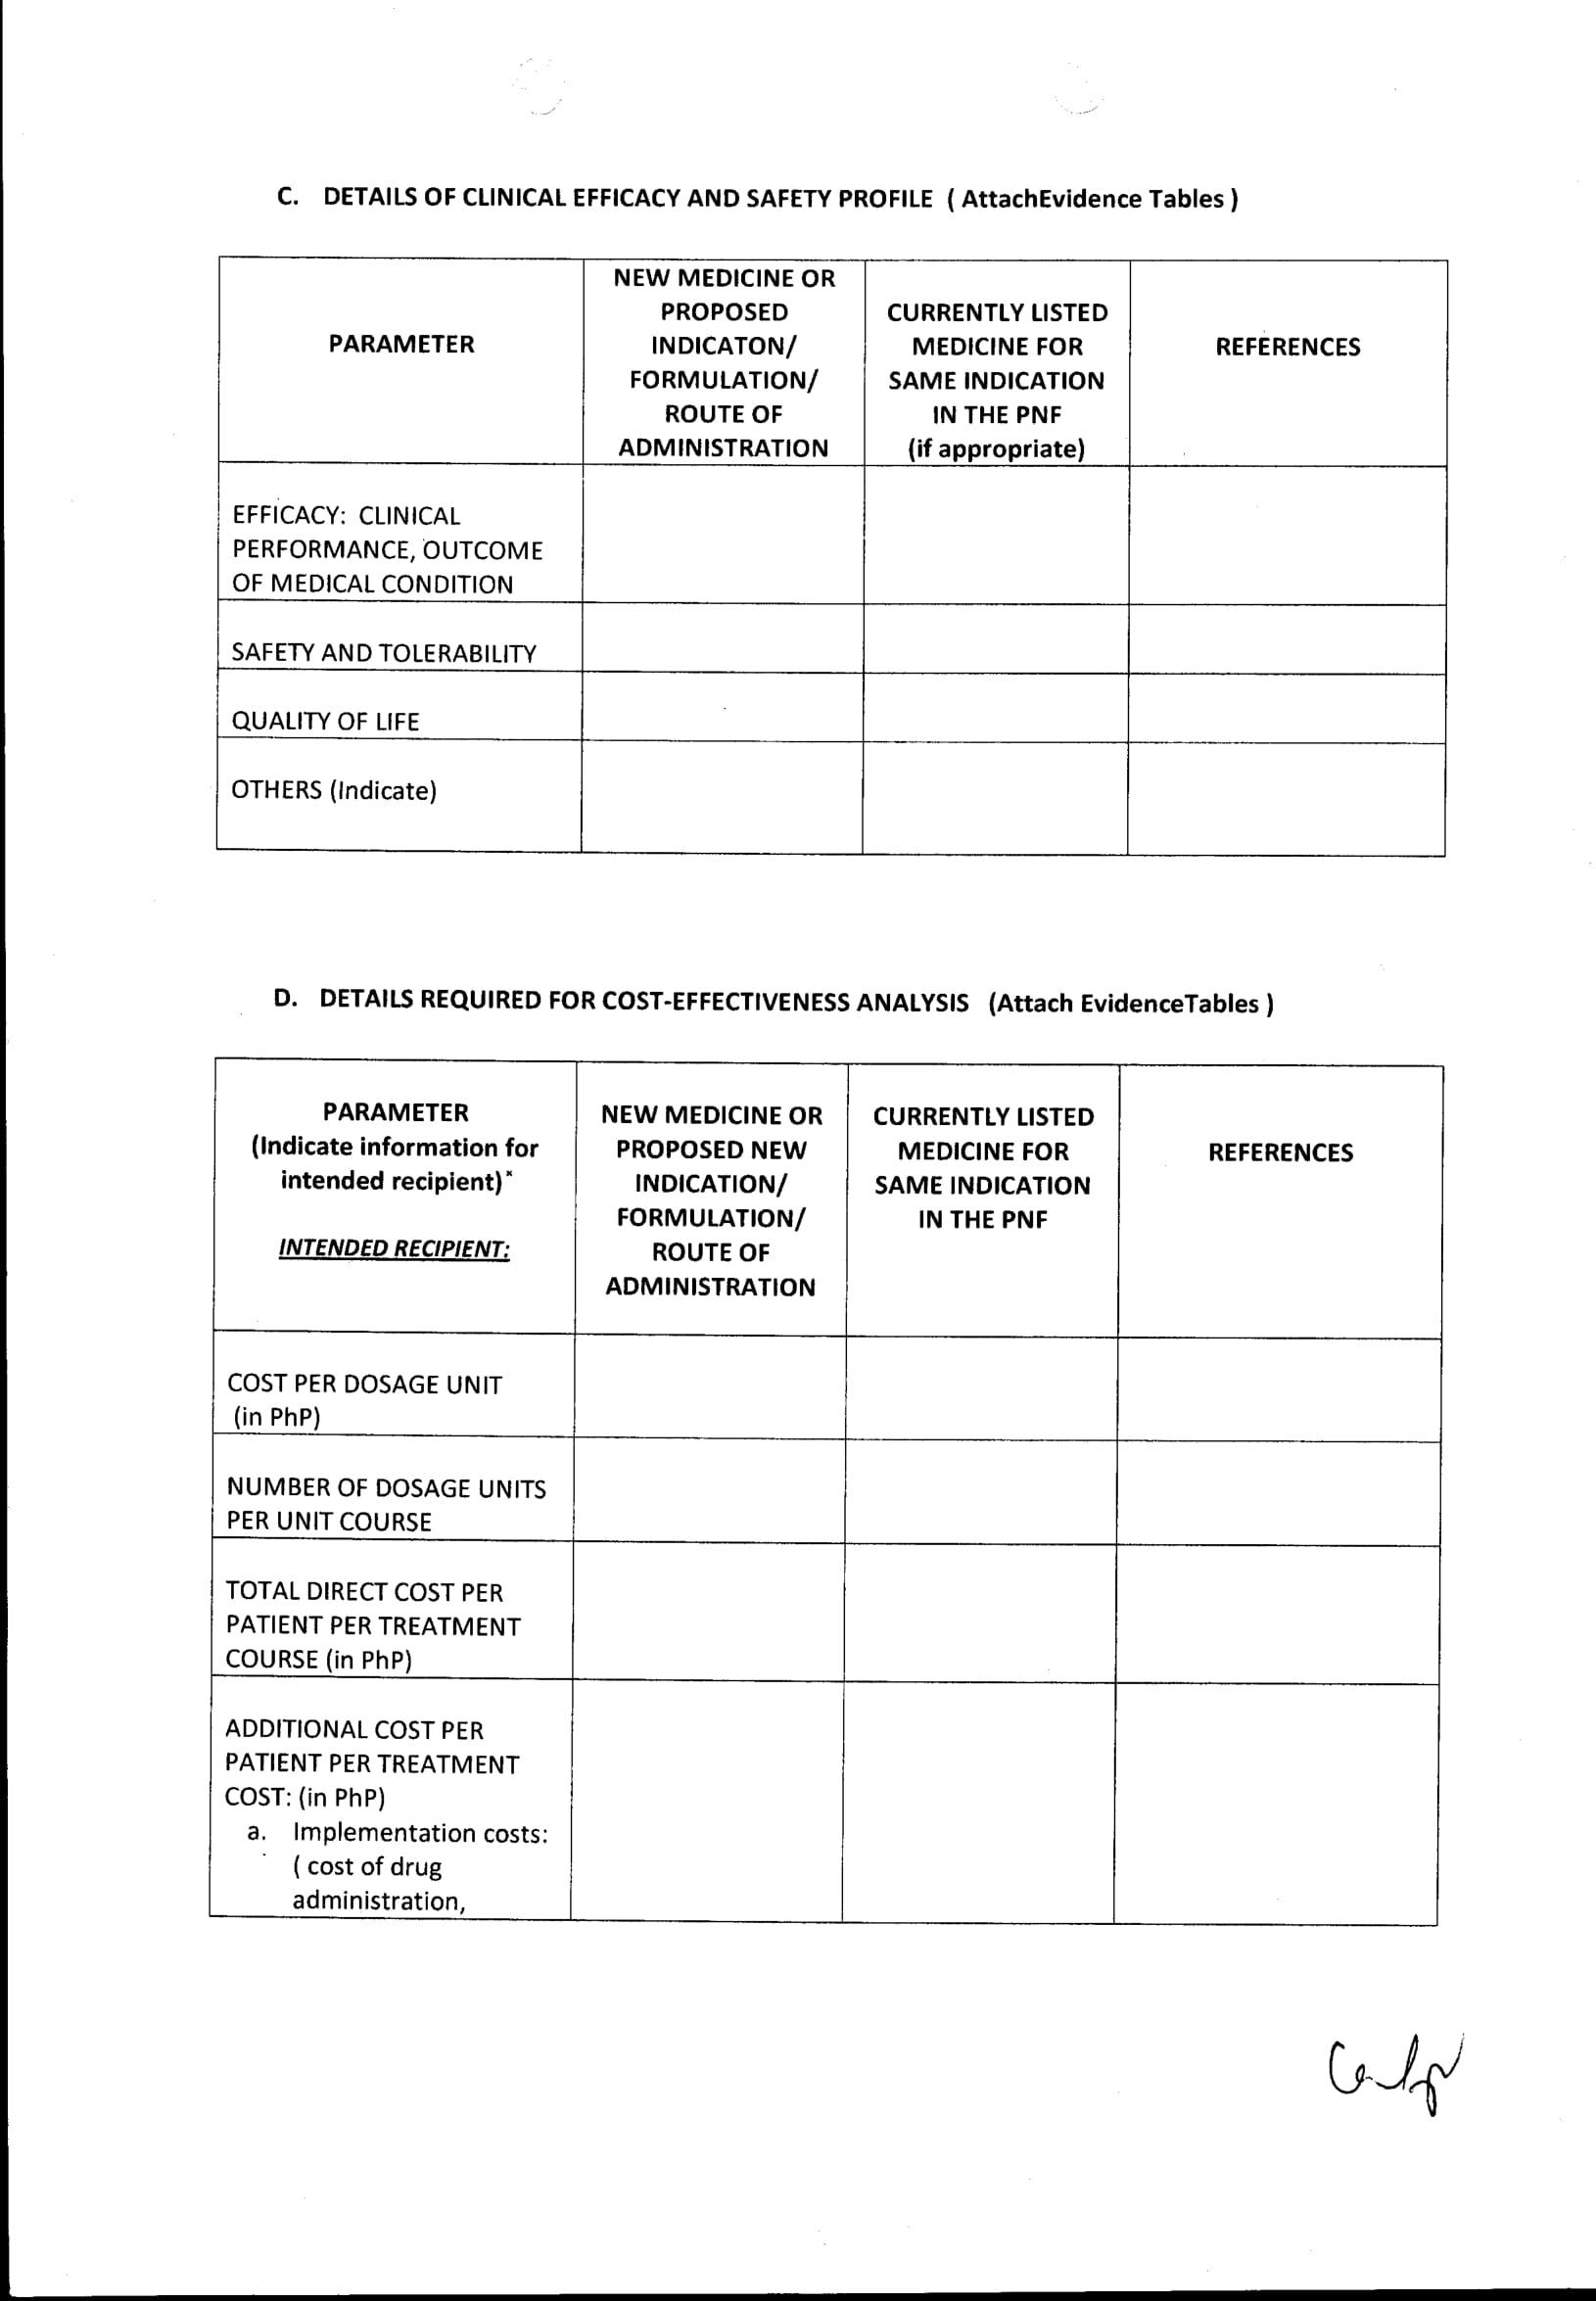 C. DETAILS OF CLINICAL EFFICACY AND SAFETY PROFILE ( AttachEvidence Tables )
PARAMETER
NEW MEDICINE OR
PROPOSED
INDICATON/
FORMULATION/
ROUTE OF
ADMINISTRATION
CURRENTLY LISTED
MEDICINE FOR
SAME INDICATION
IN THE PNF
(if appropriate)
REFERENCES
EFFICACY: CLINICAL
PERFORMANCE, OUTCOME
OF MEDICAL CONDITION
SAFETY AND TOLERABILITY
QUALITY OF LIFE
OTHERS (Indicate)
D. DETAILS REQUIRED FOR COST-EFFECTIVENESS ANALYSIS (Attach EvidenceTables )
PARAMETER
(Indicate information for
intended recipient)*
INTENDED RECIPIENT:
NEW MEDICINE OR
PROPOSED NEW
INDICATION/
FORMULATION/
ROUTE OF
ADMINISTRATION
CURRENTLY LISTED
MEDICINE FOR
SAME INDICATION
IN THE PNF
REFERENCES
COST PER DOSAGE UNIT
(in PhP)
NUMBER OF DOSAGE UNITS
PER UNIT COURSE
TOTAL DIRECT COST PER
PATIENT PER TREATMENT
COURSE (in PhP)
ADDITIONAL COST PER
PATIENT PER TREATMENT
COST: (in PhP)
a. Implementation costs:
( cost of drug
administration,